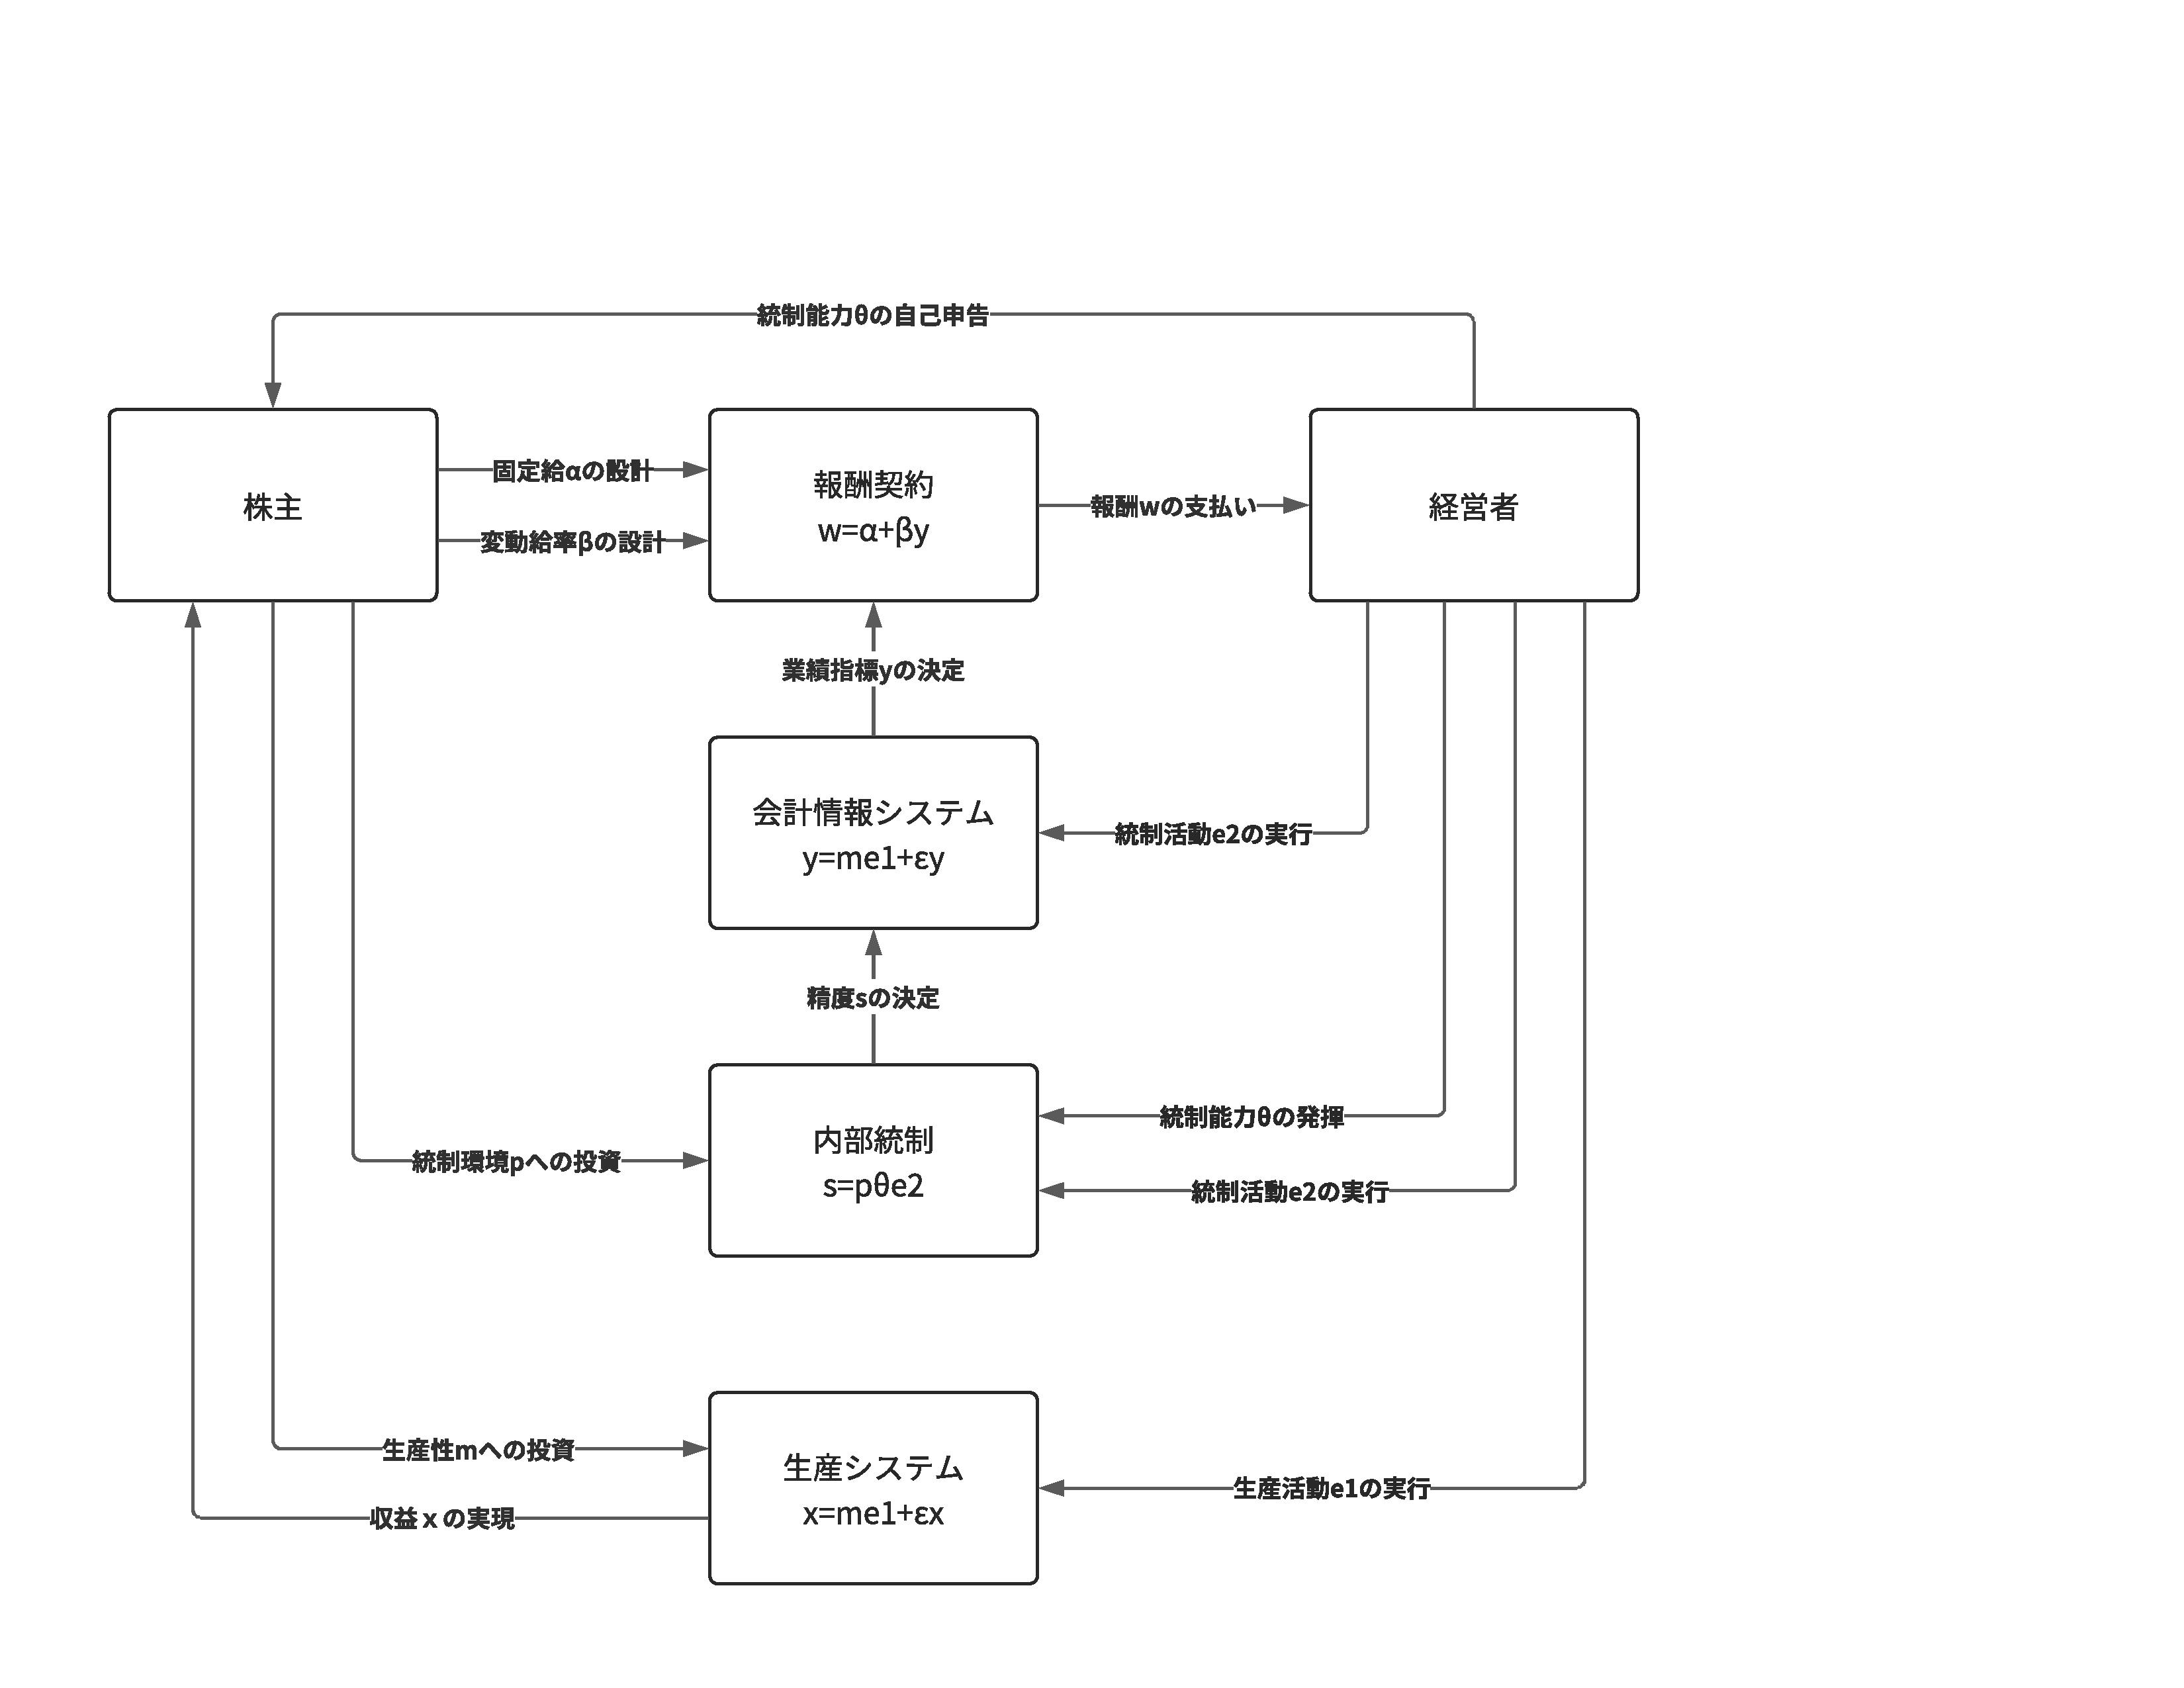 統制能力θの自己申告
株主
固定給αの設計
変動給率βの設計
報酬契約
w=α+βy
報酬wの支払い
経営者
業績指標yの決定
会計情報システム
y=me1+εy
統制活動e2の実行
精度sの決定
統制環境pへの投資
内部統制
s=pθe2
統制能力θの発揮
統制活動e2の実行
生産性mへの投資
収益ｘの実現
生産システム
x=me1+εx
生産活動e1の実行